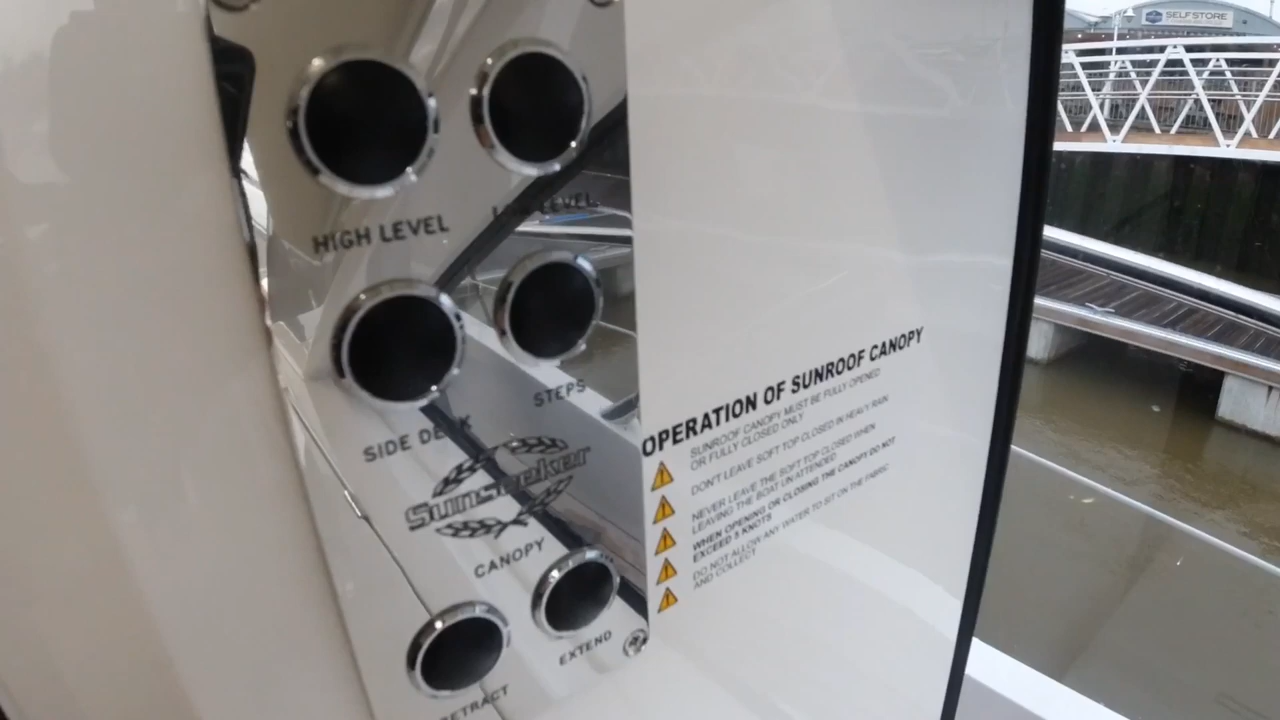 SELF STORE
HIGH LEVEL
LOW LEVEL
SIDE DECK
STEPS
Sunseeker
CANOPY
RETRACT
EXTEND
OPERATION OF SUNROOF CANOPY
SUNROOF CANOPY MUST BE FULLY OPENED
OR FULLY CLOSED ONLY
DON'T LEAVE SOFT TOP CLOSED IN HEAVY RAIN
NEVER LEAVE THE SOFT TOP CLOSED WHEN
LEAVING THE BOAT UN-ATTENDED
WHEN OPENING OR CLOSING THE CANOPY DO NOT
EXCEED 5 KNOTS
DO NOT ALLOW ANY WATER TO SIT ON THE FABRIC
AND COLLECT